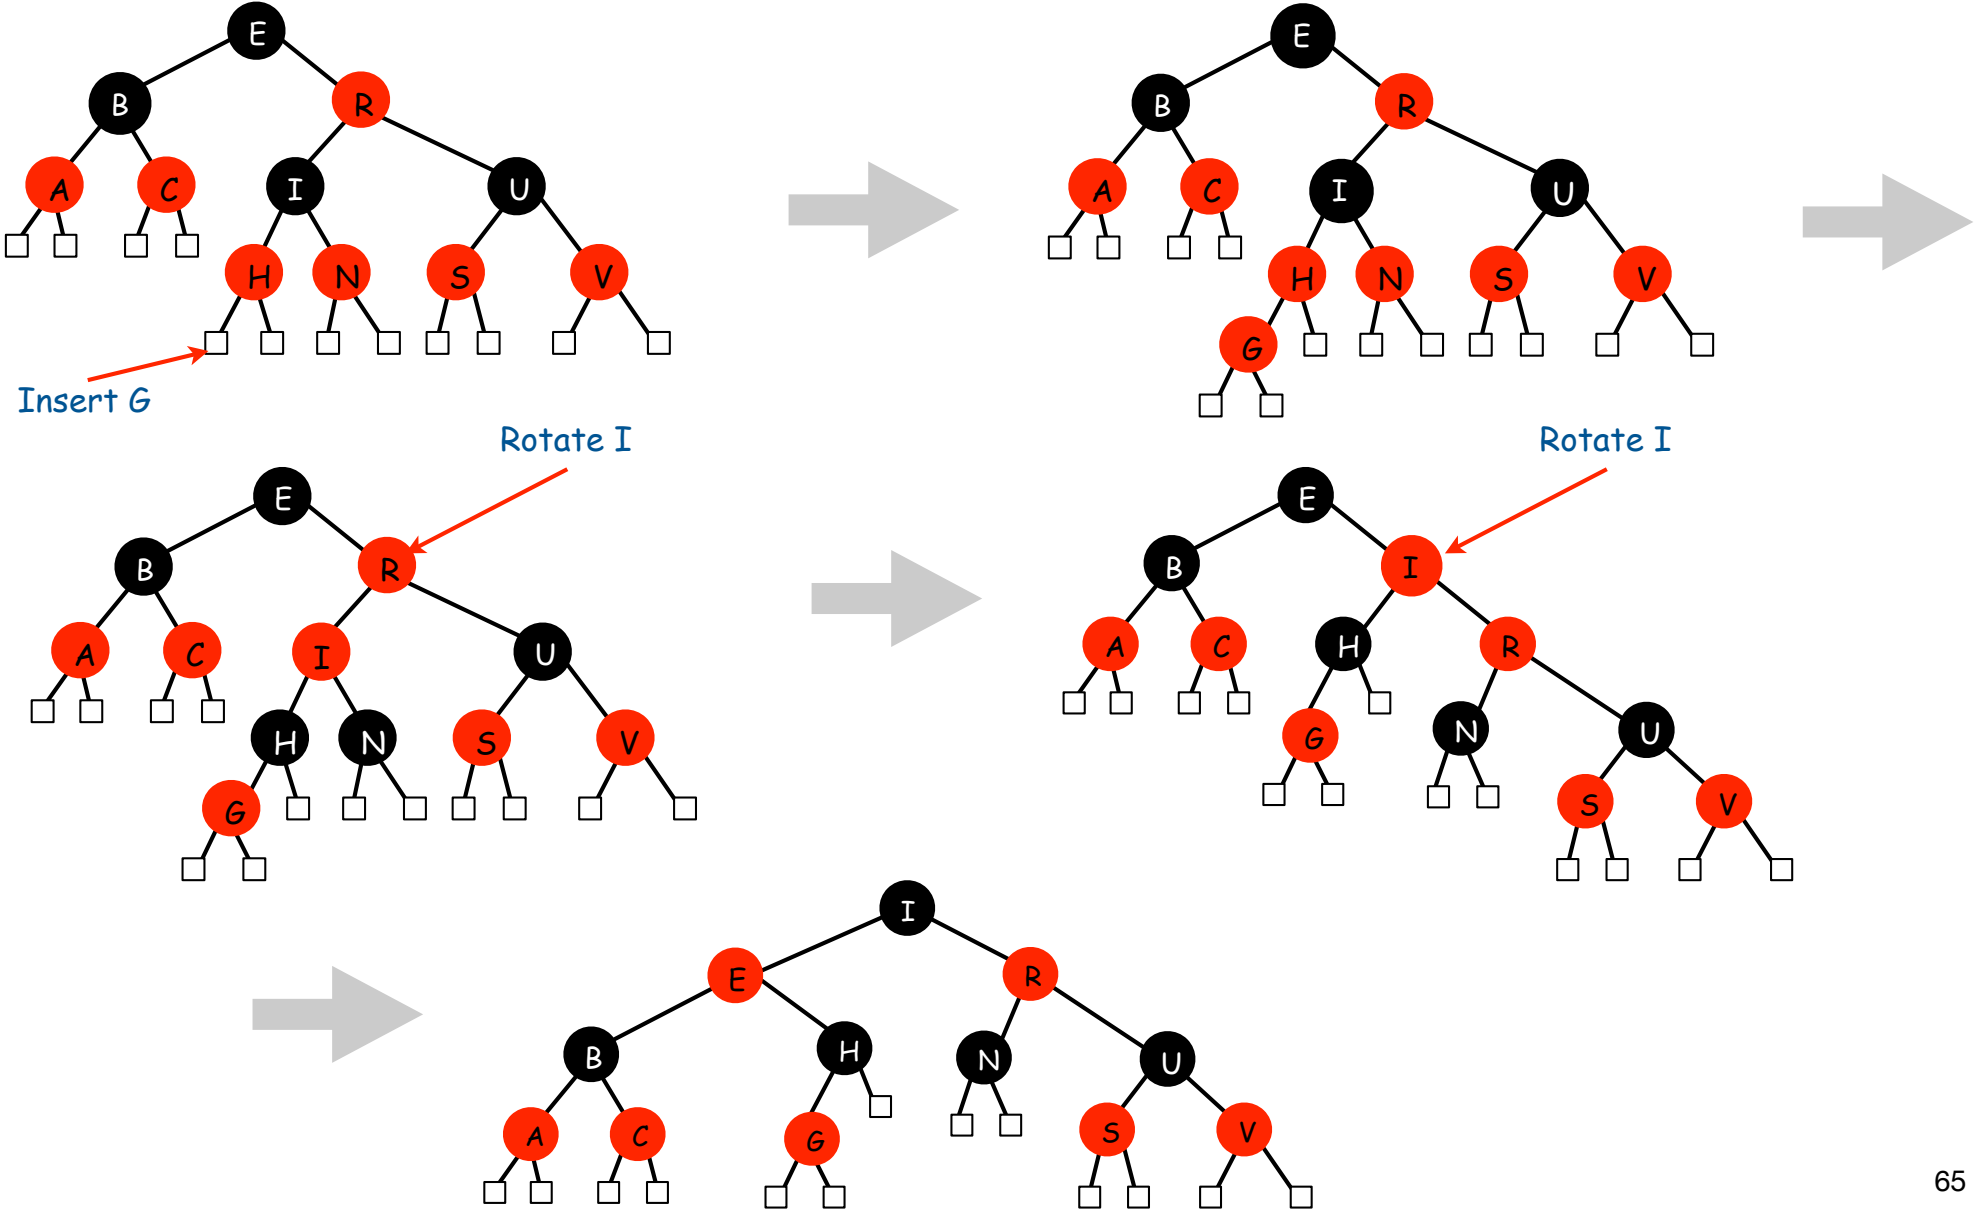 E
B R
A C I U
H N S V
Insert G
E
B R
A C I U
H N S V
G
Rotate I
E
B R
A C I U
H N S V
G
Rotate I
E
B I
A C H R
G N U
S V
I
E R
B H N U
A C G S V
65